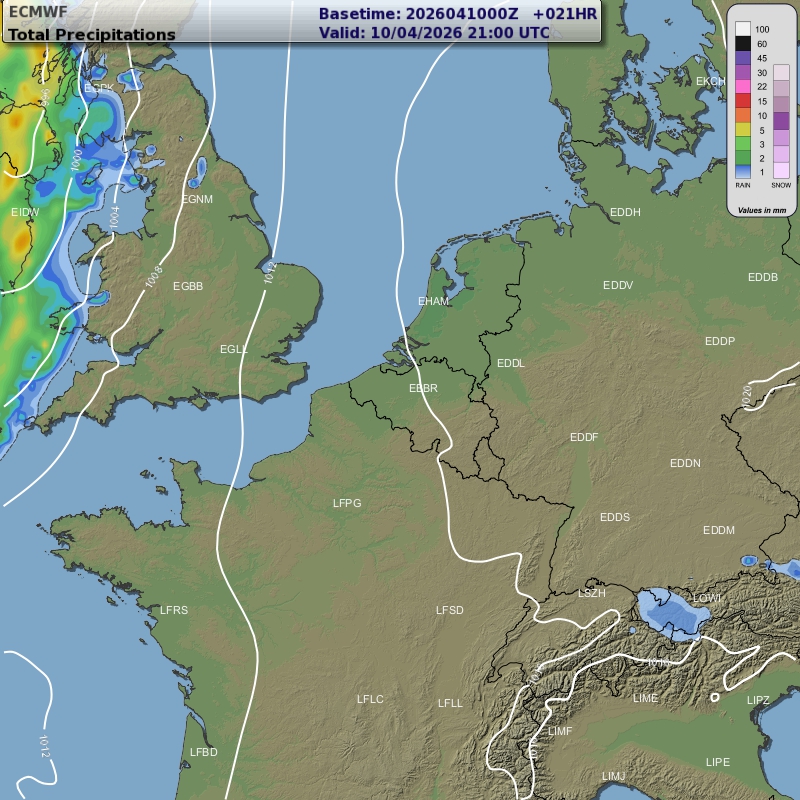 ECMWF
Basetime: 2026041000Z +021HR
Total Precipitations
Valid: 10/04/2026 21:00 UTC
100
60
45
30
22
15
10
5
3
2
1
RAIN
SNOW
Values in mm
EKCH
EGPK
996
1000
EIDW
EGNM
1004
EDDH
1008
1012
EGBB
EDDV
EDDB
EHAM
EGLL
EDDP
EDDL
EBBR
1020
EDDF
EDDN
LFPG
EDDS
EDDM
LSZH
LOWI
LFRS
LFSD
LFLC
LFLL
LIME
LIPZ
1012
LIMF
LFBD
LIPE
LIMJ